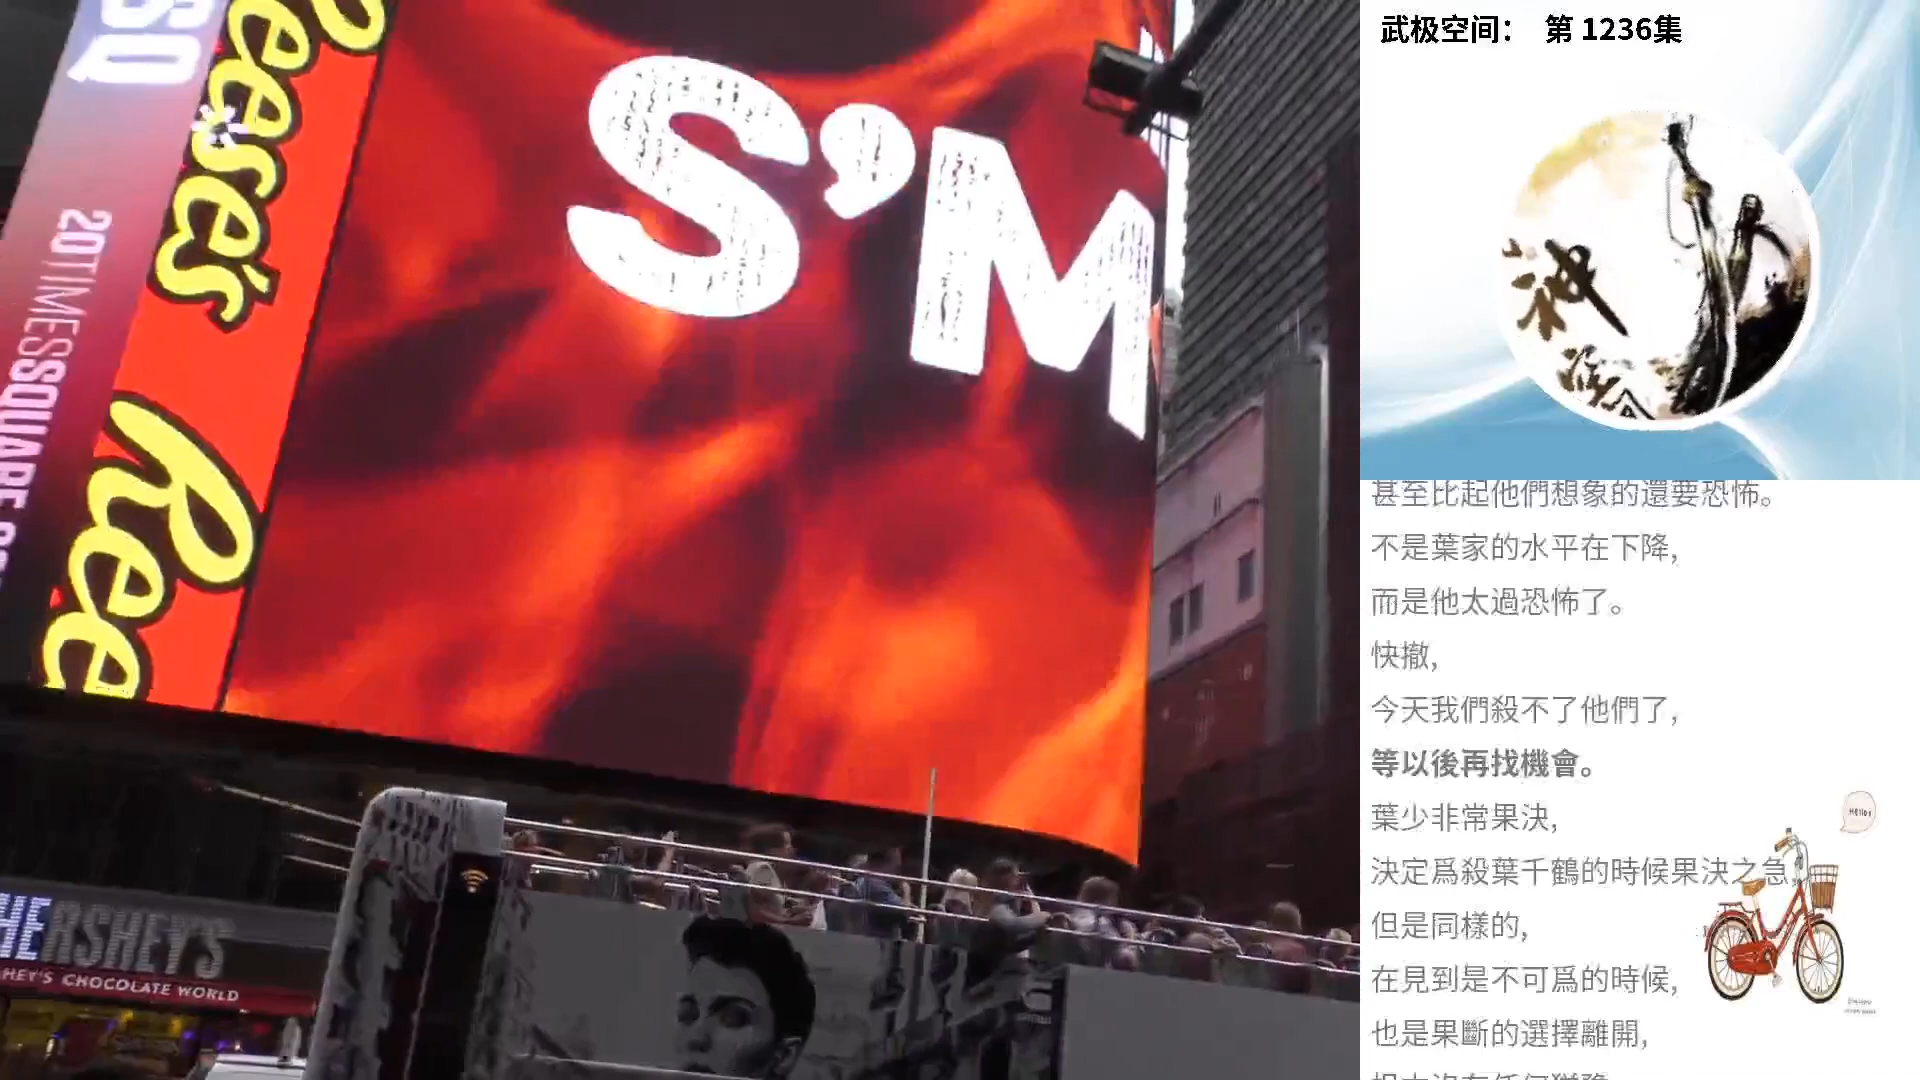 SQ
20TIMESSQUARE
Reese's
Ree
S'M
HERSHEY'S
HEY'S CHOCOLATE WORLD
武极空间： 第 1236集
神
甚至比起他們想象的還要恐怖。
不是葉家的水平在下降,
而是他太過恐怖了。
快撤,
今天我們殺不了他們了,
等以後再找機會。
葉少非常果決,
決定爲殺葉千鶴的時候果決之急,
但是同樣的,
在見到是不可爲的時候,
也是果斷的選擇離開,
Hello!